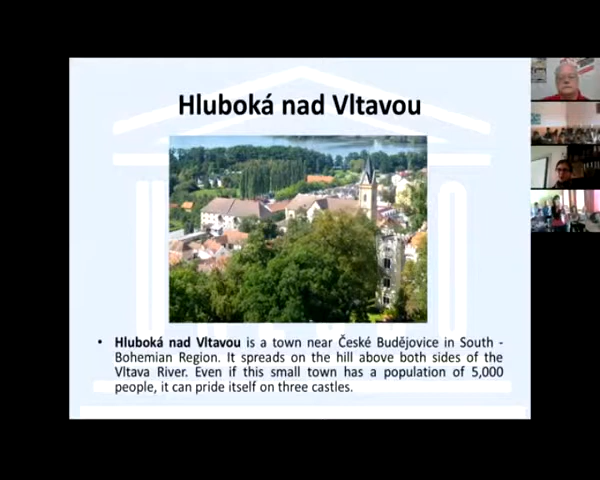 Hluboká nad Vltavou
• Hluboká nad Vltavou is a town near České Budějovice in South -
Bohemian Region. It spreads on the hill above both sides of the
Vltava River. Even if this small town has a population of 5,000
people, it can pride itself on three castles.